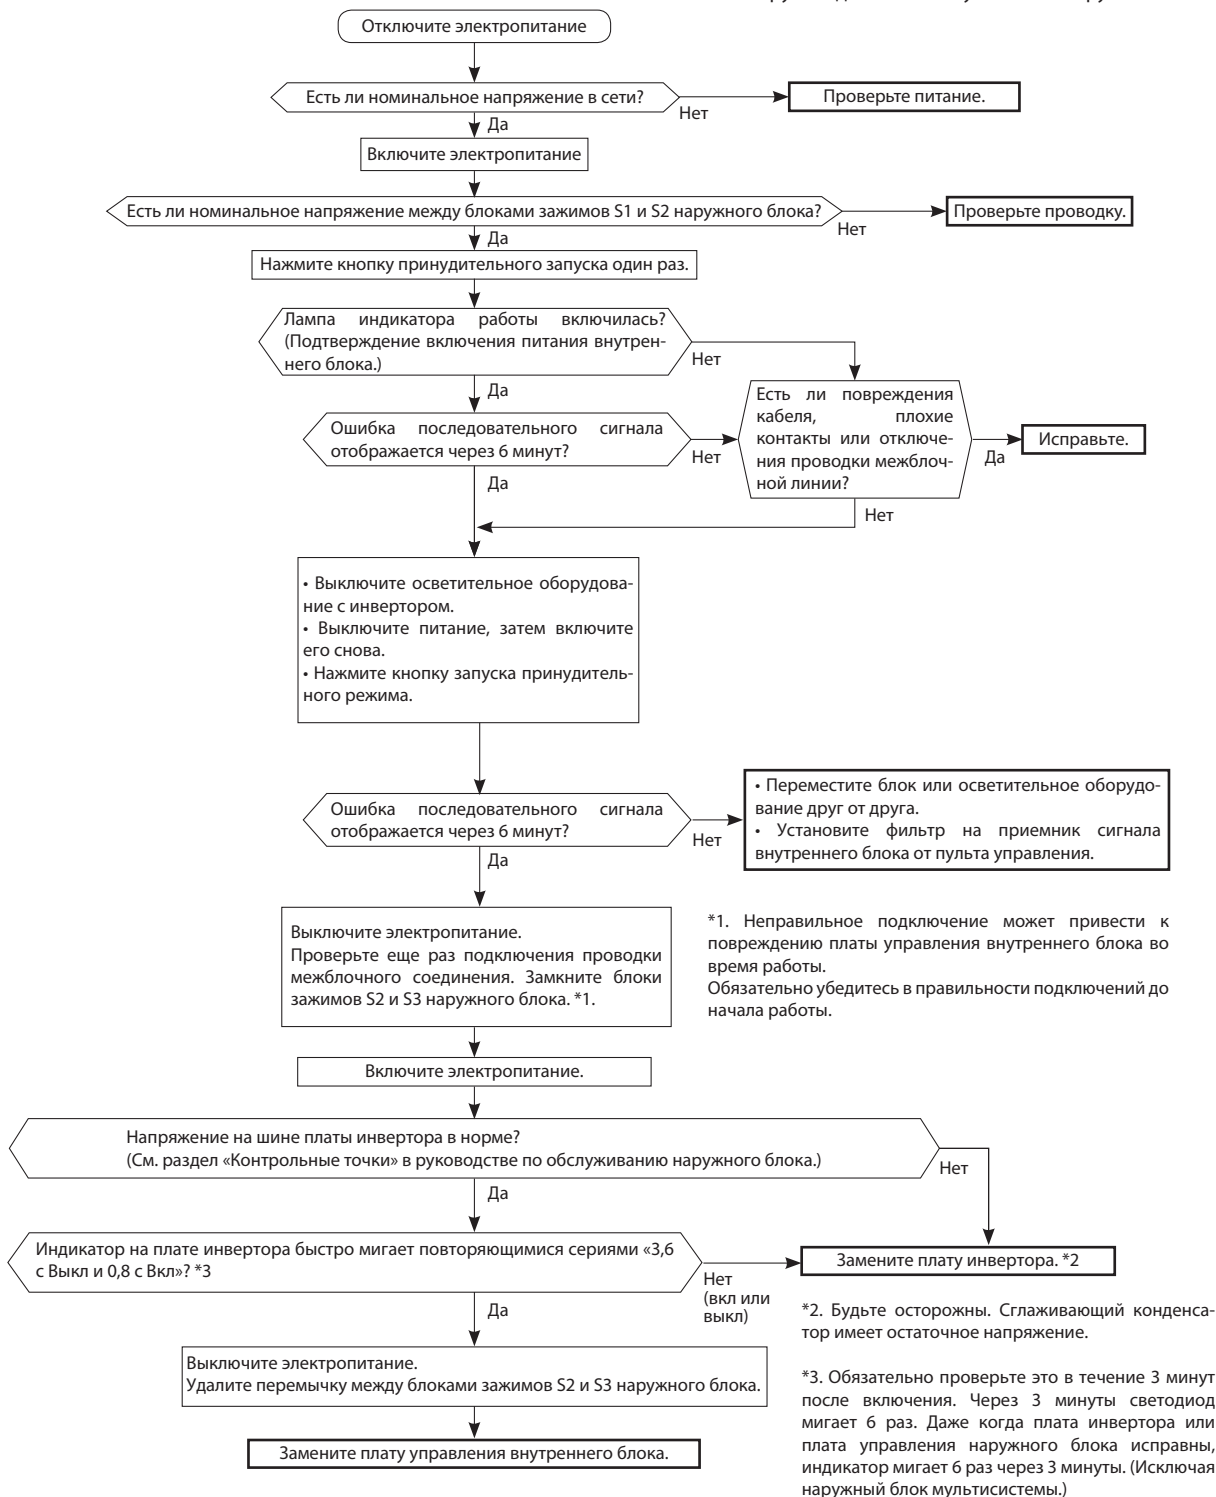 Отключите электропитание
Есть ли номинальное напряжение в сети?
Нет
Проверьте питание.
Да
Включите электропитание
Есть ли номинальное напряжение между блоками зажимов S1 и S2 наружного блока?
Нет
Проверьте проводку.
Да
Нажмите кнопку принудительного запуска один раз.
Лампа индикатора работы включилась?
(Подтверждение включения питания внутрен-
него блока.)
Нет
Да
Есть ли повреждения
кабеля, плохие
контакты или отключе-
ния проводки межблоч-
ной линии?
Да
Исправьте.
Нет
Ошибка последовательного сигнала
отображается через 6 минут?
Нет
Да
• Выключите осветительное оборудова-
ние с инвертором.
• Выключите питание, затем включите
его снова.
• Нажмите кнопку запуска принудитель-
ного режима.
Ошибка последовательного сигнала
отображается через 6 минут?
Нет
• Переместите блок или осветительное оборудо-
вание друг от друга.
• Установите фильтр на приемник сигнала
внутреннего блока от пульта управления.
Да
Выключите электропитание.
Проверьте еще раз подключения проводки
межблочного соединения. Замкните блоки
зажимов S2 и S3 наружного блока. *1.
*1. Неправильное подключение может привести к
повреждению платы управления внутреннего блока во
время работы.
Обязательно убедитесь в правильности подключений до
начала работы.
Включите электропитание.
Напряжение на шине платы инвертора в норме?
(См. раздел «Контрольные точки» в руководстве по обслуживанию наружного блока.)
Нет
Да
Индикатор на плате инвертора быстро мигает повторяющимися сериями «3,6
с Выкл и 0,8 с Вкл»? *3
Нет
(вкл или
выкл)
Замените плату инвертора. *2
Да
Выключите электропитание.
Удалите перемычку между блоками зажимов S2 и S3 наружного блока.
Замените плату управления внутреннего блока.
*2. Будьте осторожны. Сглаживающий конденса-
тор имеет остаточное напряжение.
*3. Обязательно проверьте это в течение 3 минут
после включения. Через 3 минуты светодиод
мигает 6 раз. Даже когда плата инвертора или
плата управления наружного блока исправны,
индикатор мигает 6 раз через 3 минуты. (Исключая
наружный блок мультисистемы.)